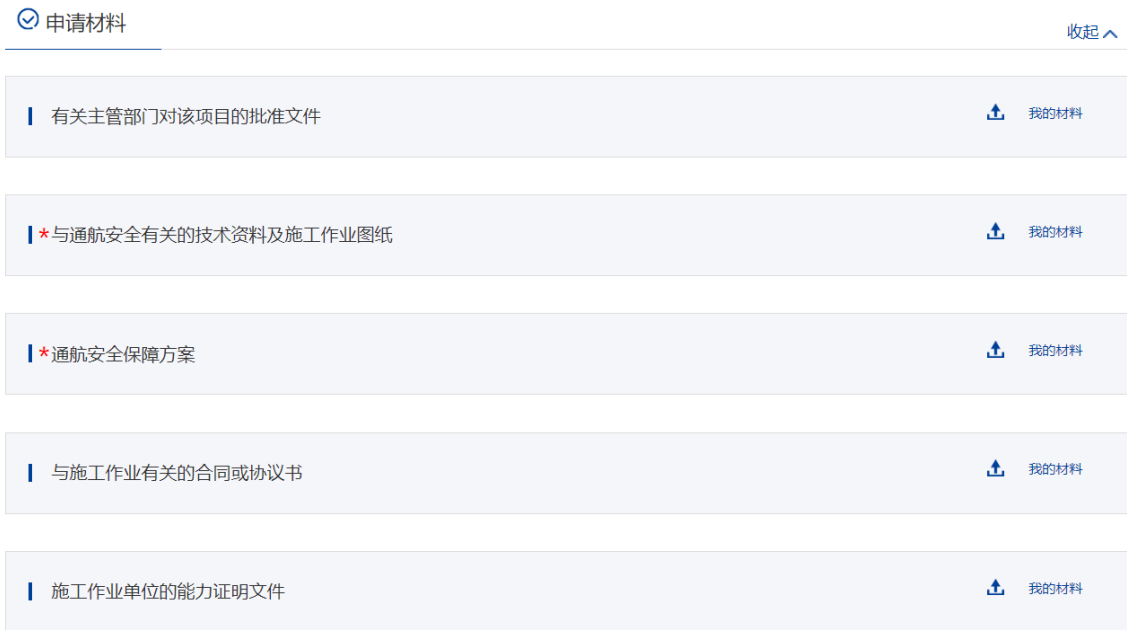 申请材料
收起
有关主管部门对该项目的批准文件
我的材料
*与通航安全有关的技术资料及施工作业图纸
我的材料
*通航安全保障方案
我的材料
与施工作业有关的合同或协议书
我的材料
施工作业单位的能力证明文件
我的材料